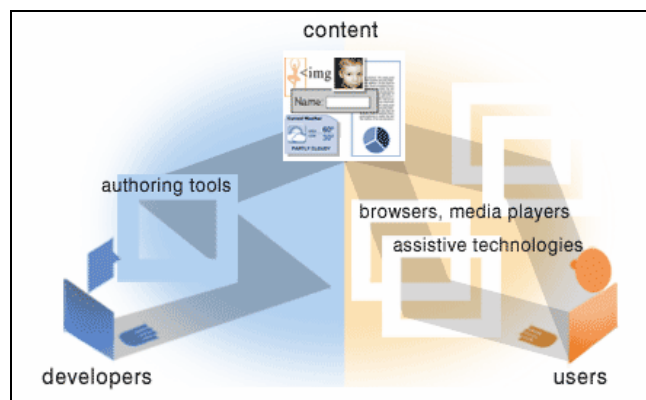 content
<img
Name:
Current Weather
60°
30°
PARTLY CLOUDY
authoring tools
browsers, media players
assistive technologies
developers
users